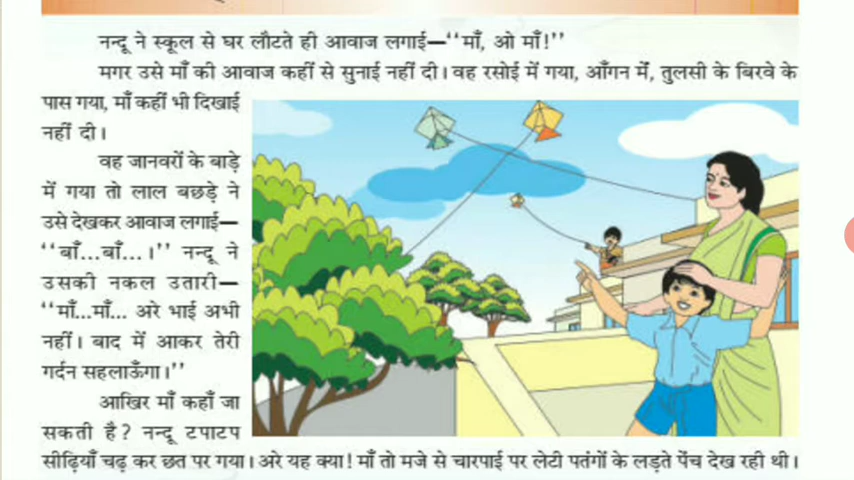 नन्दू ने स्कूल से घर लौटते ही आवाज लगाई—‘‘माँ, ओ माँ!’’
मगर उसे माँ की आवाज कहीं से सुनाई नहीं दी। वह रसोई में गया, आँगन में, तुलसी के बिरवे के
पास गया, माँ कहीं भी दिखाई
नहीं दी।
वह जानवरों के बाड़े
में गया तो लाल बछड़े ने
उसे देखकर आवाज लगाई—
‘‘बाँ...बाँ... ।’’ नन्दू ने
उसकी नकल उतारी—
‘‘माँ...माँ... अरे भाई अभी
नहीं। बाद में आकर तेरी
गर्दन सहलाऊँगा।’’
आखिर माँ कहाँ जा
सकती है? नन्दू टपाटप
सीढ़ियाँ चढ़ कर छत पर गया। अरे यह क्या! माँ तो मजे से चारपाई पर लेटी पतंगों के लड़ते पेंच देख रही थी।